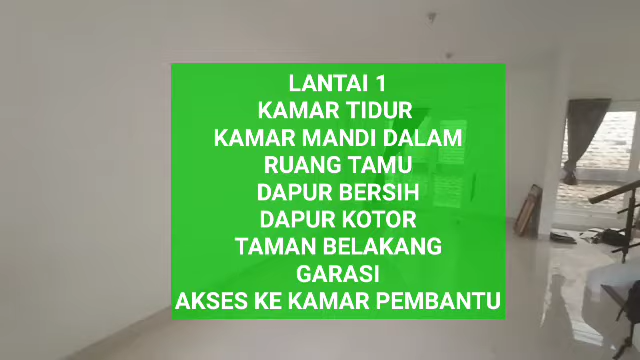 LANTAI 1
KAMAR TIDUR
KAMAR MANDI DALAM
RUANG TAMU
DAPUR BERSIH
DAPUR KOTOR
TAMAN BELAKANG
GARASI
AKSES KE KAMAR PEMBANTU